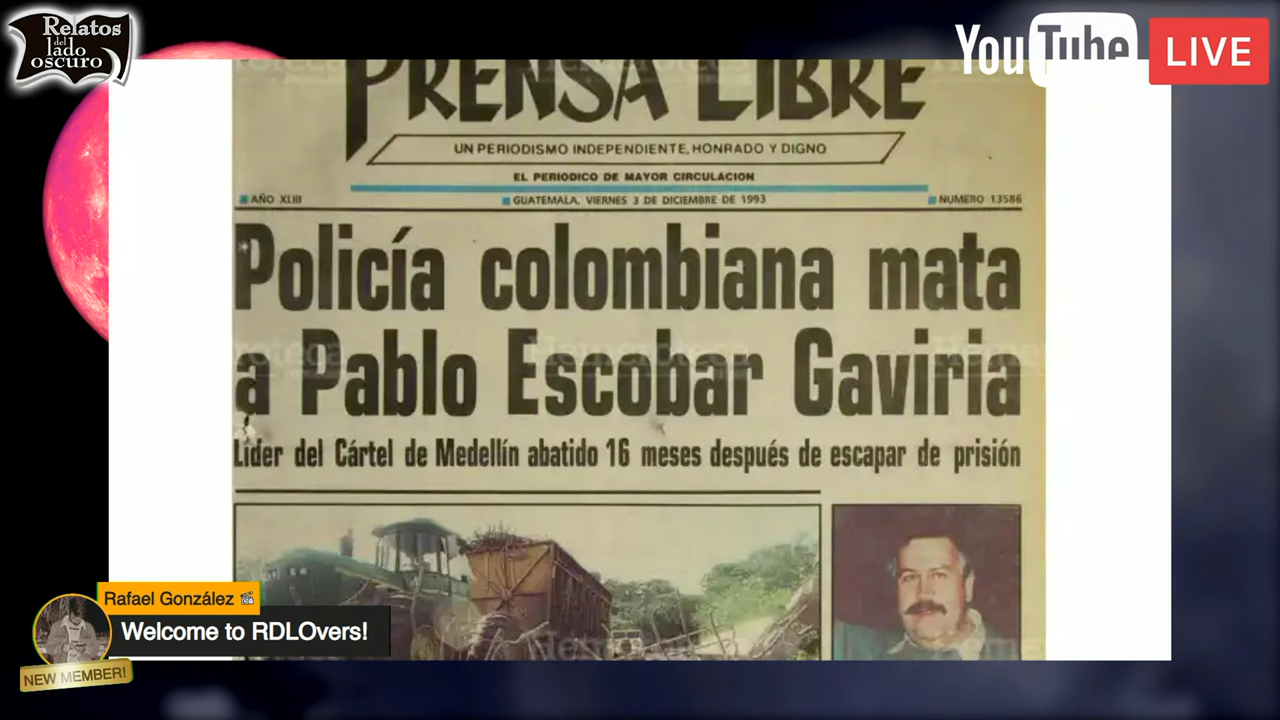 Relatos
del
lado
oscuro
YouTube
LIVE
PRENSA LIBRE
UN PERIODISMO INDEPENDIENTE, HONRADO Y DIGNO
EL PERIODICO DE MAYOR CIRCULACION
AÑO XLIII
GUATEMALA, VIERNES 3 DE DICIEMBRE DE 1993
NUMERO 13586
Policía colombiana mata
a Pablo Escobar Gaviria
Líder del Cártel de Medellín abatido 16 meses después de escapar de prisión
Hemeroteca
Rafael González
Welcome to RDLOvers!
NEW MEMBER!